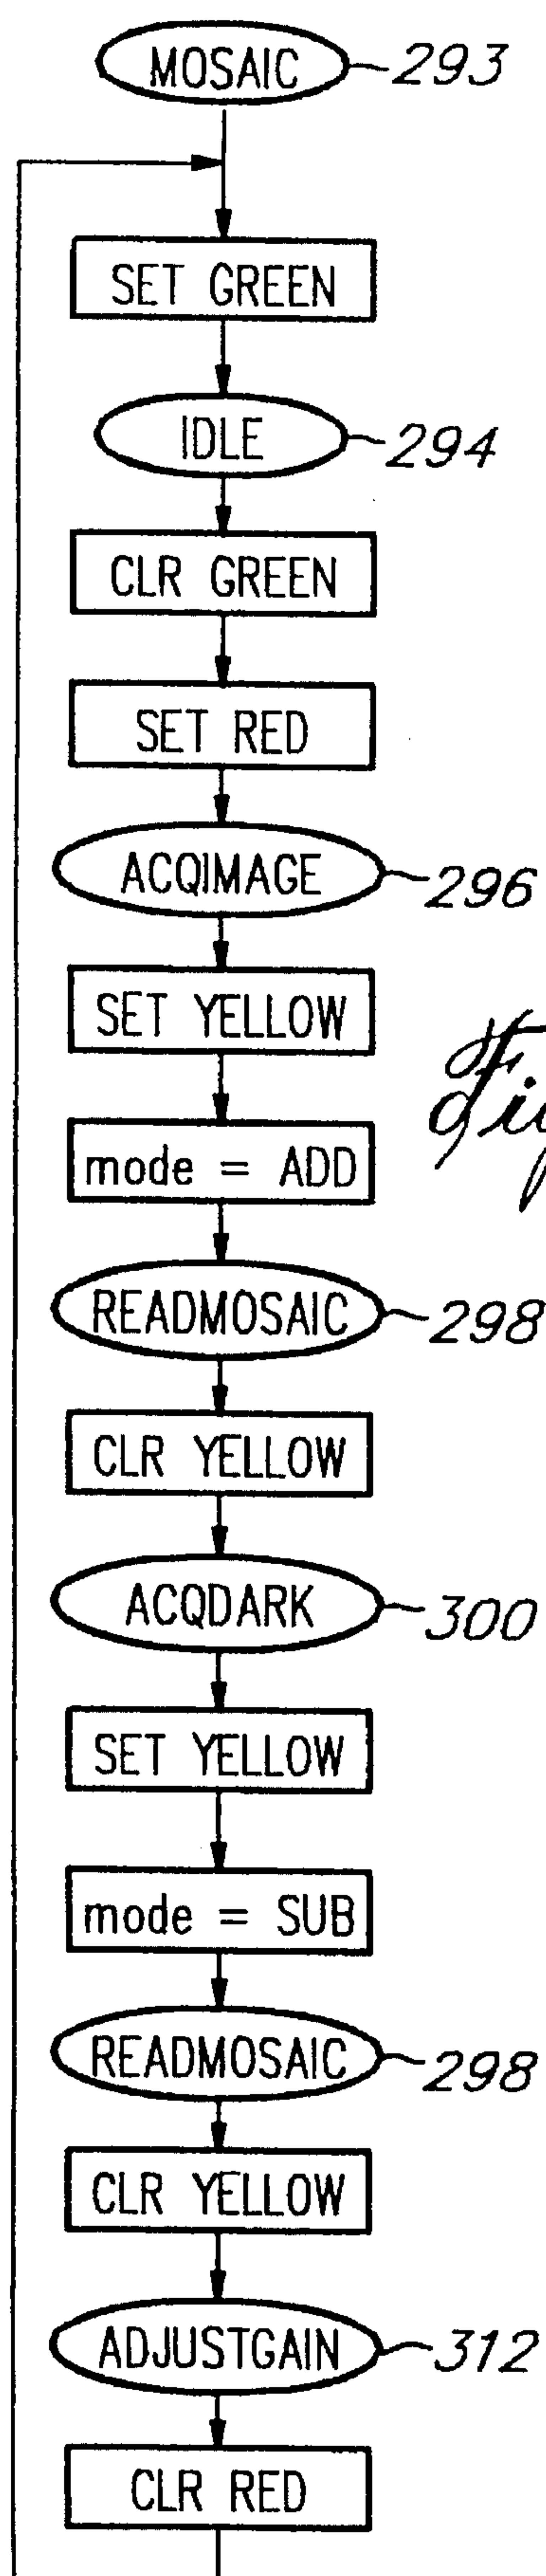 MOSAIC 293
SET GREEN
IDLE 294
CLR GREEN
SET RED
ACQIMAGE 296
SET YELLOW
mode = ADD
READMOSAIC 298
CLR YELLOW
ACQDARK 300
SET YELLOW
mode = SUB
READMOSAIC 298
CLR YELLOW
ADJUSTGAIN 312
CLR RED